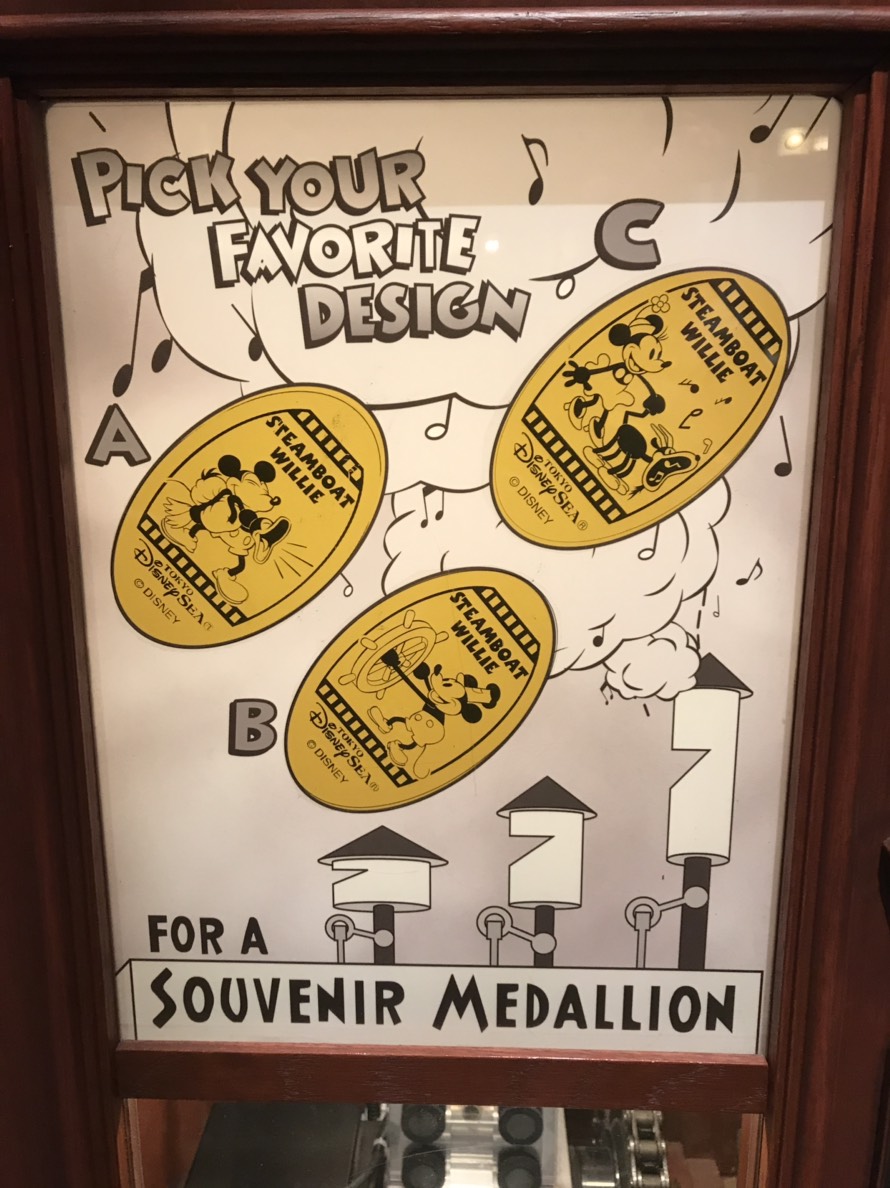 PICK YOUR
FAVORITE
DESIGN
A
STEAMBOAT
WILLIE
TOKYO
DISNEYSEA®
© DISNEY
B
STEAMBOAT
WILLIE
TOKYO
DISNEYSEA®
© DISNEY
C
STEAMBOAT
WILLIE
TOKYO
DISNEYSEA®
© DISNEY
FOR A
SOUVENIR MEDALLION